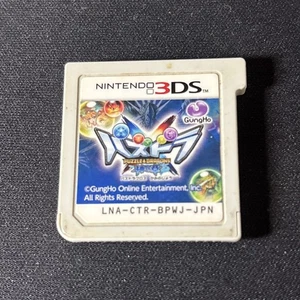 NINTENDO 3DS
GungHo
パズドラ
PUZZLE & DRAGONS
©GungHo Online Entertainment, Inc.
All Rights Reserved.
LNA-CTR-BPWJ-JPN